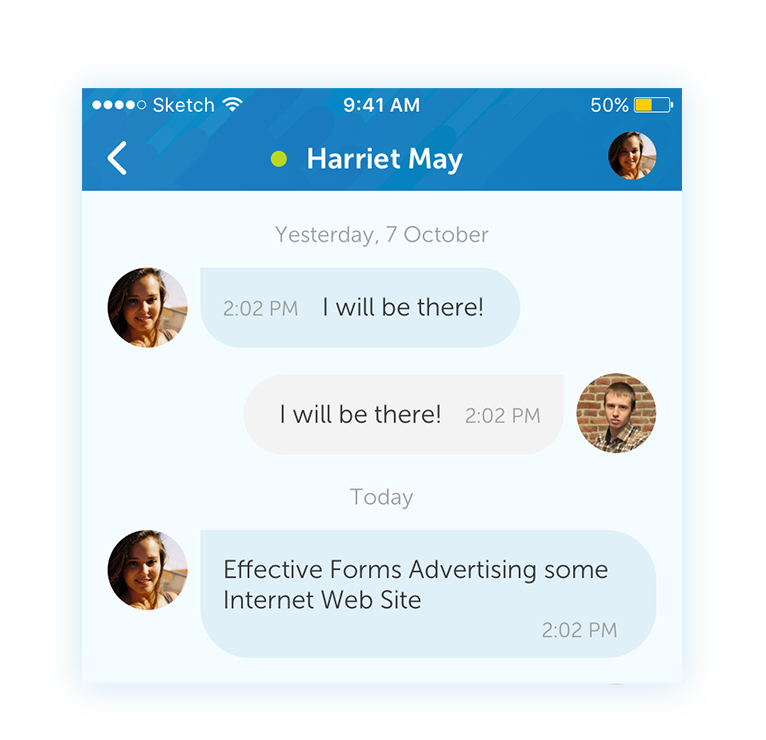 Sketch 9:41 AM 50%
Harriet May
Yesterday, 7 October
2:02 PM I will be there!
I will be there! 2:02 PM
Today
Effective Forms Advertising some
Internet Web Site
2:02 PM